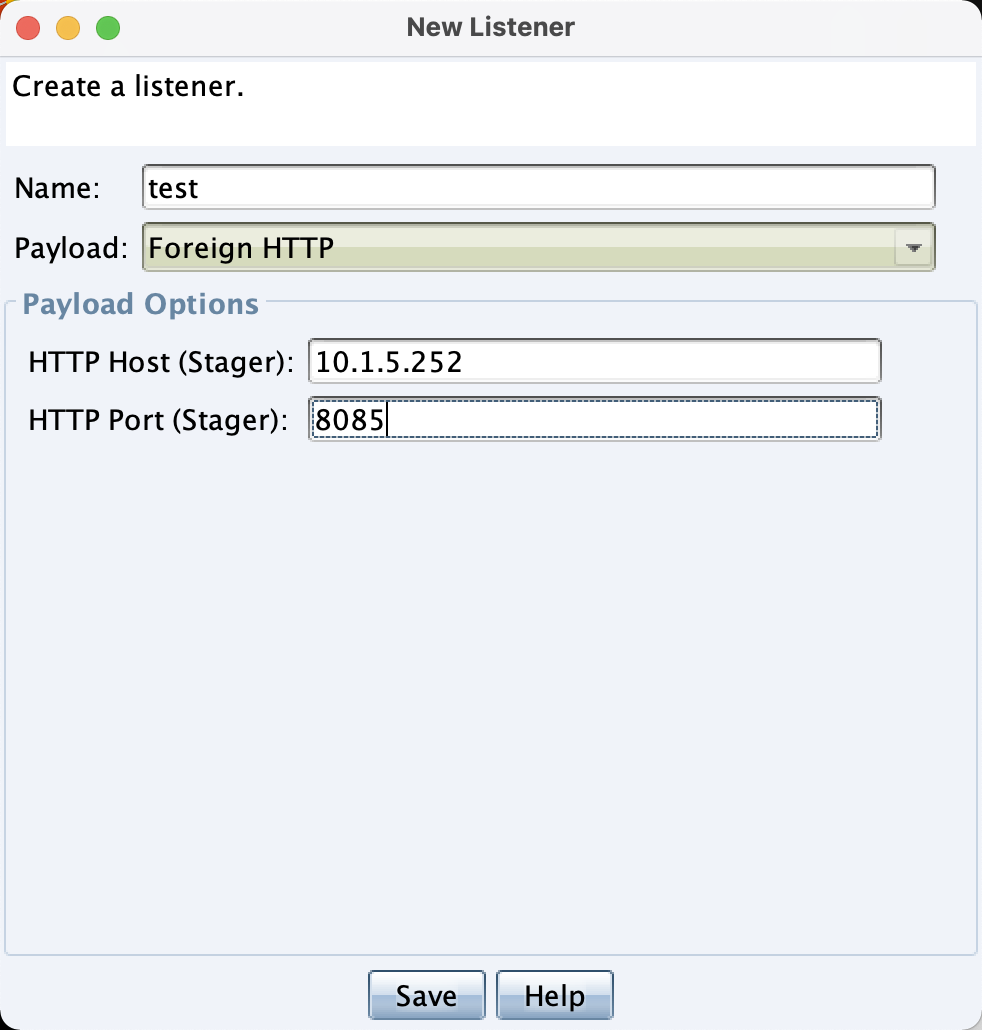 New Listener
Create a listener.
Name: test
Payload: Foreign HTTP
Payload Options
HTTP Host (Stager): 10.1.5.252
HTTP Port (Stager): 8085
Save Help